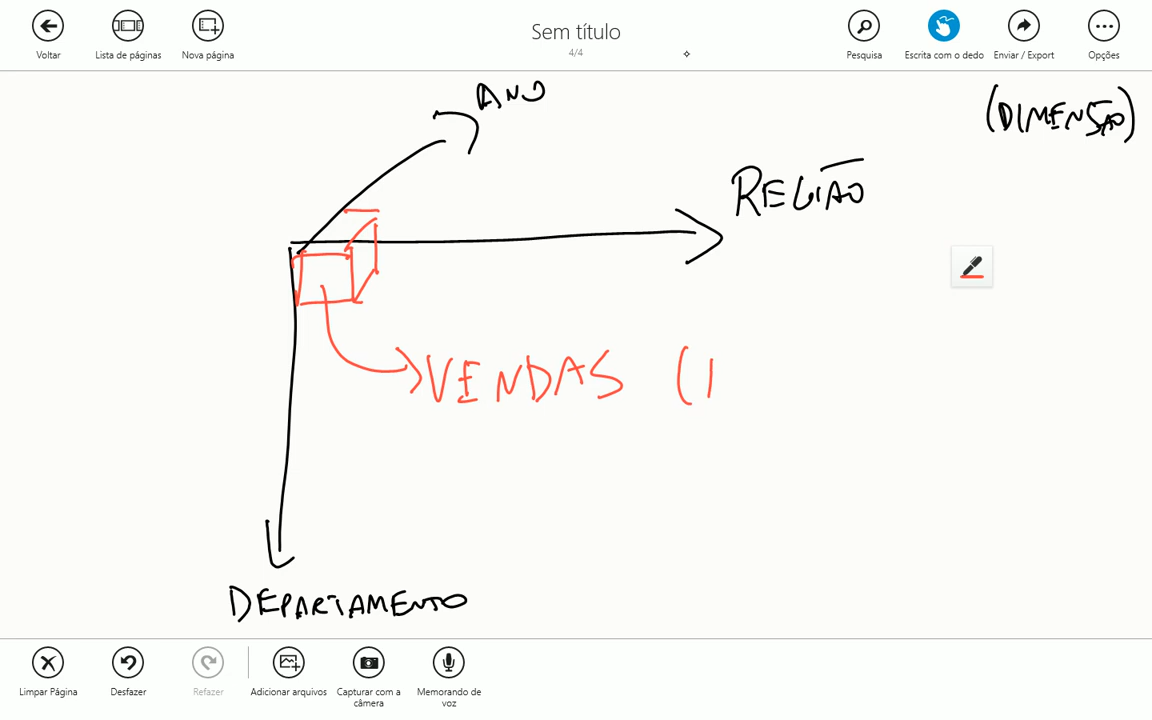 Sem título
4/4
Voltar
Lista de páginas
Nova página
Pesquisa
Escrita com o dedo
Enviar / Export
Opções
ANO
(DIMENSÃO)
REGIÃO
VENDAS (I
DEPARTAMENTO
Limpar Página
Desfazer
Refazer
Adicionar arquivos
Capturar com a
câmera
Memorando de
voz